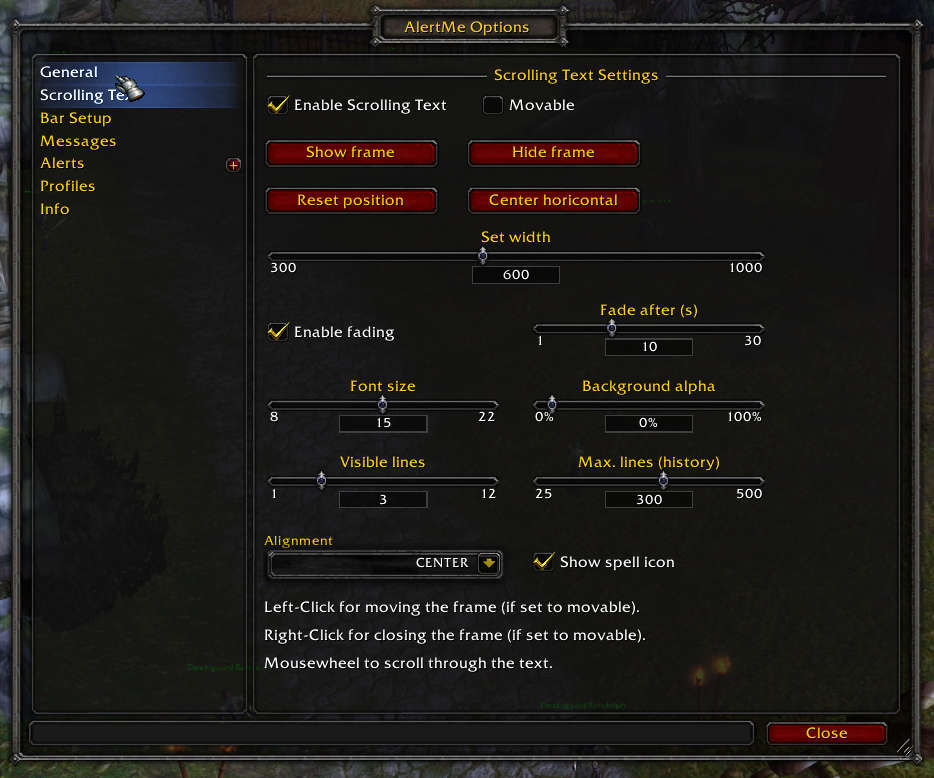 AlertMe Options
General
Scrolling Te
Bar Setup
Messages
Alerts
Profiles
Info
Scrolling Text Settings
Enable Scrolling Text
Movable
Show frame
Hide frame
Reset position
Center horicontal
Set width
300
1000
600
Enable fading
Fade after (s)
1
30
10
Font size
8
22
15
Background alpha
0%
100%
0%
Visible lines
1
12
3
Max. lines (history)
25
500
300
Alignment
CENTER
Show spell icon
Left-Click for moving the frame (if set to movable).
Right-Click for closing the frame (if set to movable).
Mousewheel to scroll through the text.
Deathguard Randolph
Close